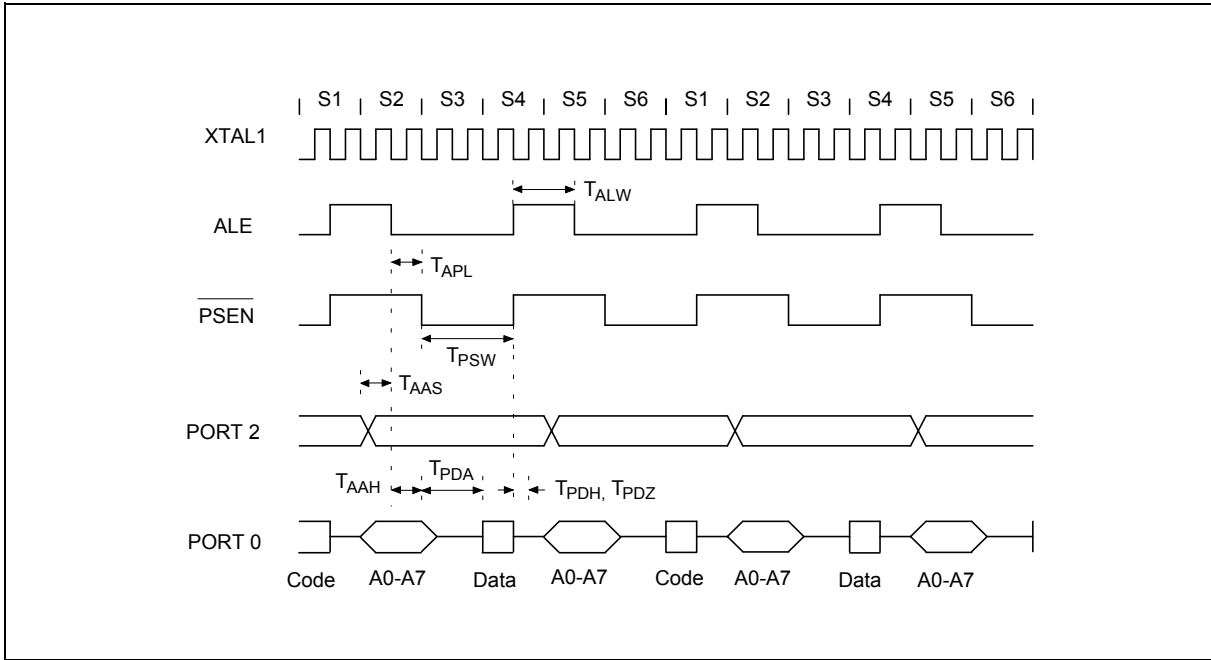 S1 S2 S3 S4 S5 S6 S1 S2 S3 S4 S5 S6
XTAL1
TALW
ALE
TAPL
PSEN
TPSW
TAAS
PORT 2
TAAH TPDA TPDH, TPDZ
PORT 0
Code A0-A7 Data A0-A7 Code A0-A7 Data A0-A7